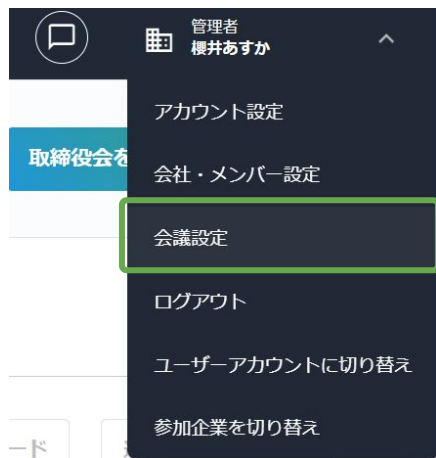 管理者
櫻井あすか
アカウント設定
取締役会を
会社・メンバー設定
会議設定
ログアウト
ユーザーアカウントに切り替え
参加企業を切り替え
ード